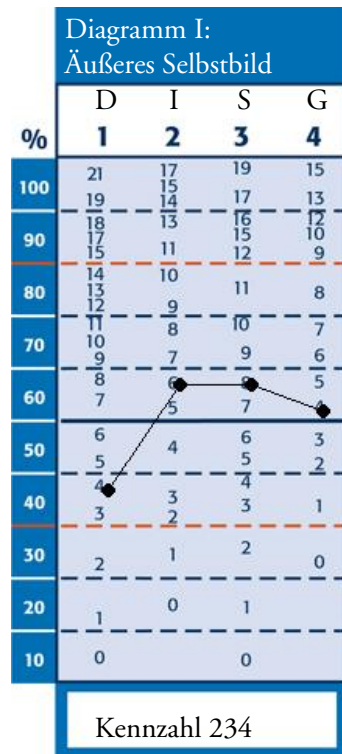 Diagramm I:
Äußeres Selbstbild
D I S G
% 1 2 3 4
21 17 19 15
100 15
19 14 17 13
18 13 16 12
90 17 15 10
15 11 12 9
14 10
80 13 11 8
12 9
11 8 10 7
70 10
9 7 9 6
8 6 8 5
60 7 5 7 4
6 4 6 3
50 5 5 2
4 4
40 3 3 3 1
2
30 2 1 2 0
20 1 0 1
10 0 0
Kennzahl 234